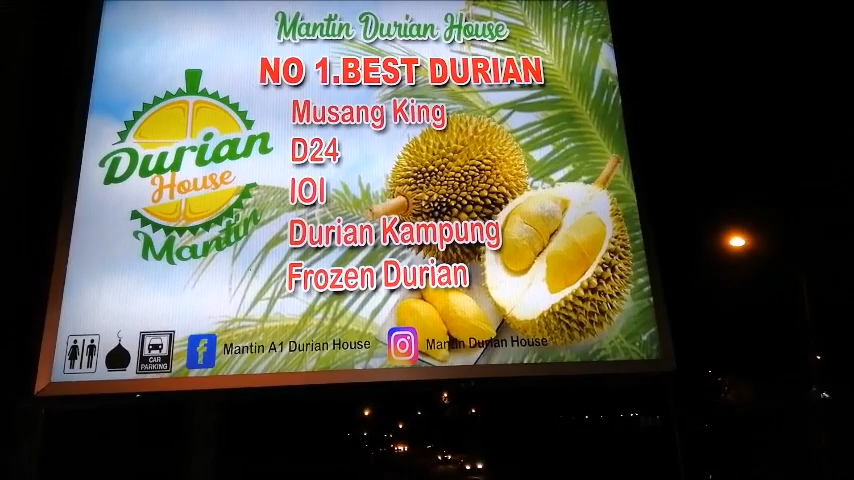 Mantin Durian House
NO 1.BEST DURIAN
Musang King
D24
IOI
Durian Kampung
Frozen Durian
Durian
House
Mantin
CAR
PARKING
Mantin A1 Durian House
Mantin Durian House